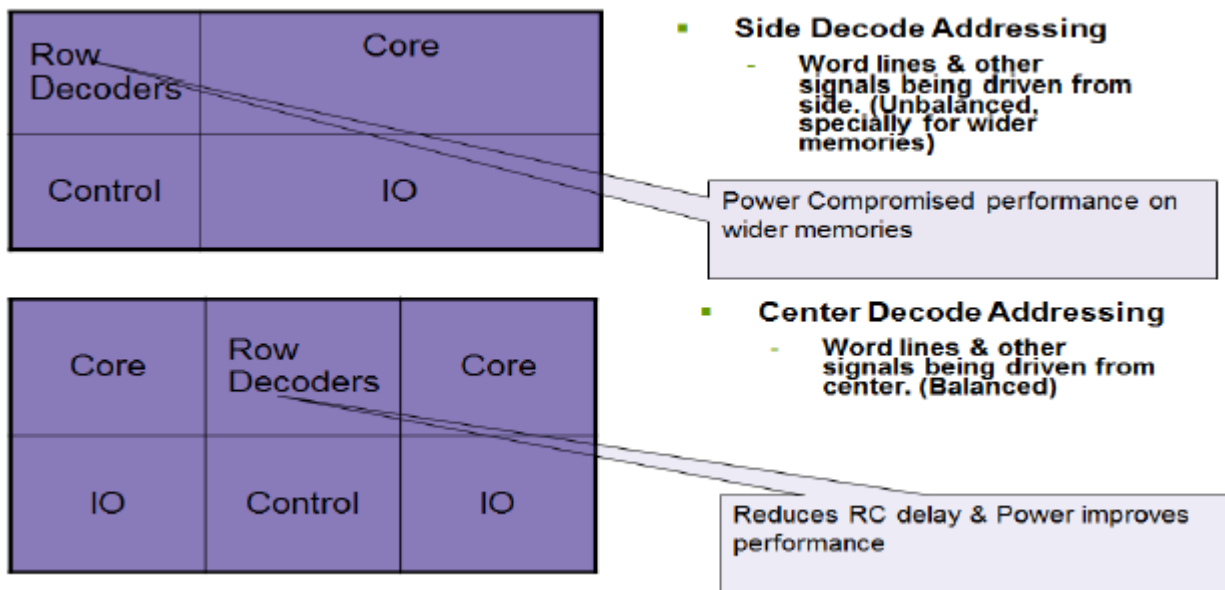 Row
Decoders
Core
Control
IO
▪ Side Decode Addressing
- Word lines & other
signals being driven from
side. (Unbalanced,
specially for wider
memories)
Power Compromised performance on
wider memories
Core
Row
Decoders
Core
IO
Control
IO
▪ Center Decode Addressing
- Word lines & other
signals being driven from
center. (Balanced)
Reduces RC delay & Power improves
performance